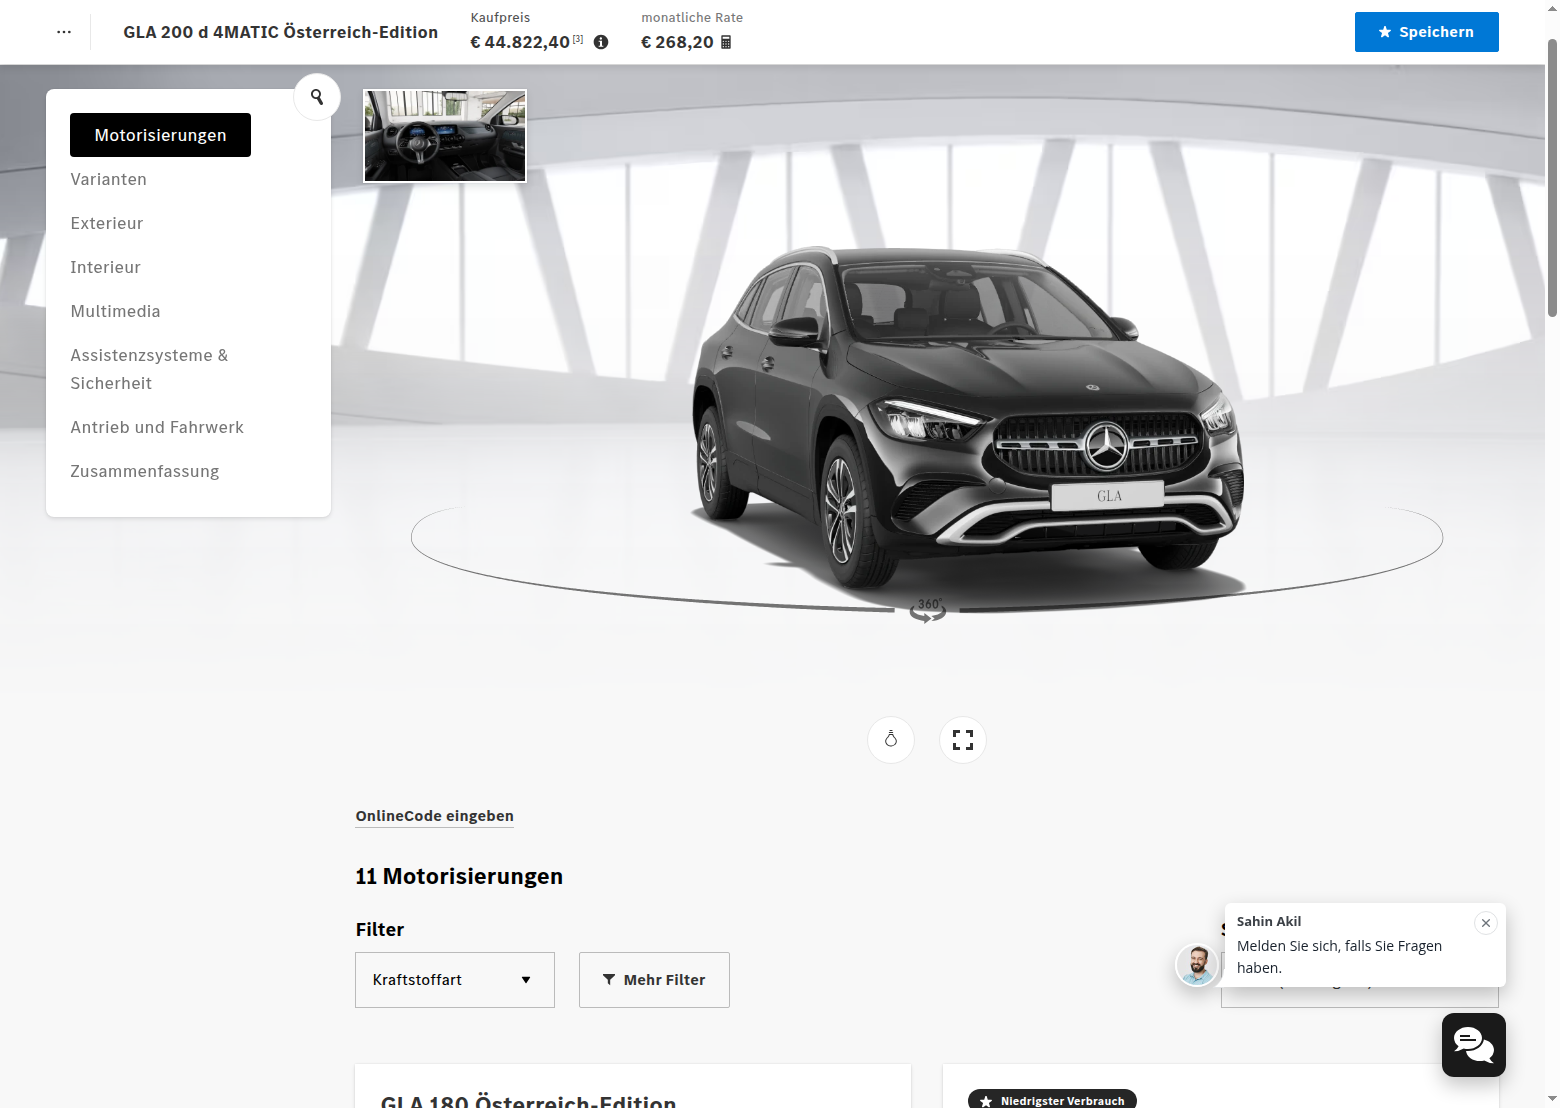 GLA 200 d 4MATIC Österreich-Edition
Kaufpreis
€ 44.822,40 [3]
monatliche Rate
€ 268,20
Speichern
Motorisierungen
Varianten
Exterieur
Interieur
Multimedia
Assistenzsysteme &
Sicherheit
Antrieb und Fahrwerk
Zusammenfassung
GLA
360°
OnlineCode eingeben
11 Motorisierungen
Filter
Kraftstoffart
Mehr Filter
Sahin Akil
Melden Sie sich, falls Sie Fragen
haben.
GLA 180 Österreich-Edition
Niedrigster Verbrauch